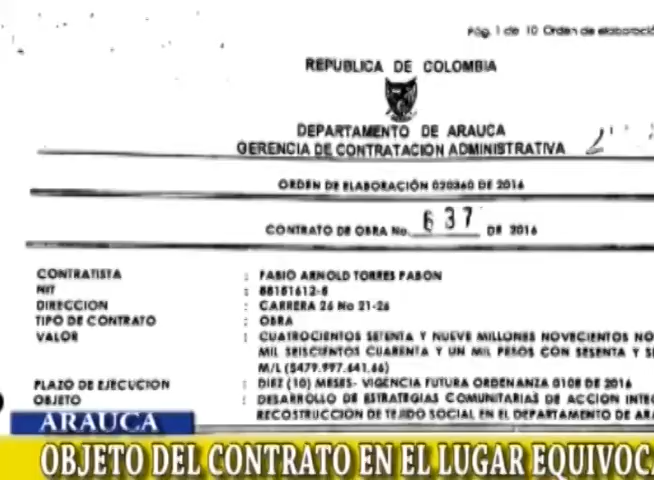 Pág. 1 de 10 Orden de elaboració
REPUBLICA DE COLOMBIA
DEPARTAMENTO DE ARAUCA
GERENCIA DE CONTRATACION ADMINISTRATIVA
ORDEN DE ELABORACIÓN 020360 DE 2016
CONTRATO DE OBRA No. 637 DE 2016
CONTRATISTA : FABIO ARNOLD TORRES PABON
NIT : 88181612-8
DIRECCION : CARRERA 26 No 21-26
TIPO DE CONTRATO : OBRA
VALOR : CUATROCIENTOS SETENTA Y NUEVE MILLONES NOVECIENTOS NO
MIL SEISCIENTOS CUARENTA Y UN MIL PESOS CON SESENTA Y S
M/L ($479.997.641.66)
PLAZO DE EJECUCION : DIEZ (10) MESES- VIGENCIA FUTURA ORDENANZA 010E DE 2016
OBJETO : DESARROLLO DE ESTRATEGIAS COMUNITARIAS DE ACCION INTEG
RECOSTRUCCION DE TEJIDO SOCIAL EN EL DEPARTAMENTO DE AR
ARAUCA
OBJETO DEL CONTRATO EN EL LUGAR EQUIVOCA